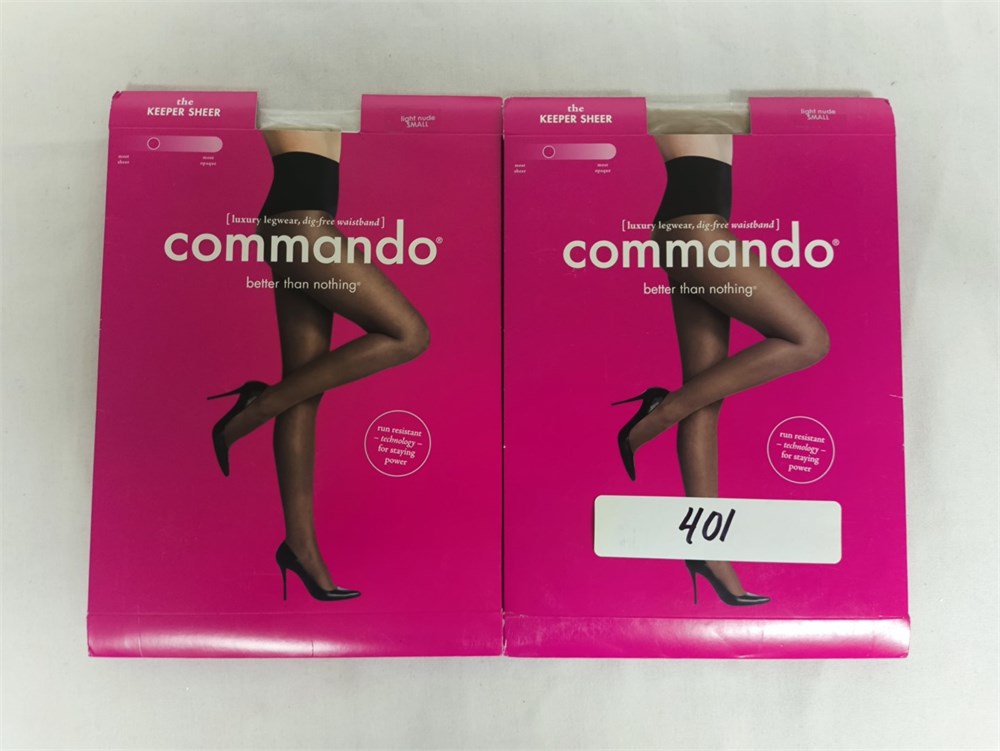 the
KEEPER SHEER
light nude
SMALL
most
sheer
most
opaque
[luxury legwear, dig-free waistband]
commando®
better than nothing®
run resistant
– technology –
for staying
power
the
KEEPER SHEER
light nude
SMALL
most
sheer
most
opaque
[luxury legwear, dig-free waistband]
commando®
better than nothing®
run resistant
– technology –
for staying
power
401